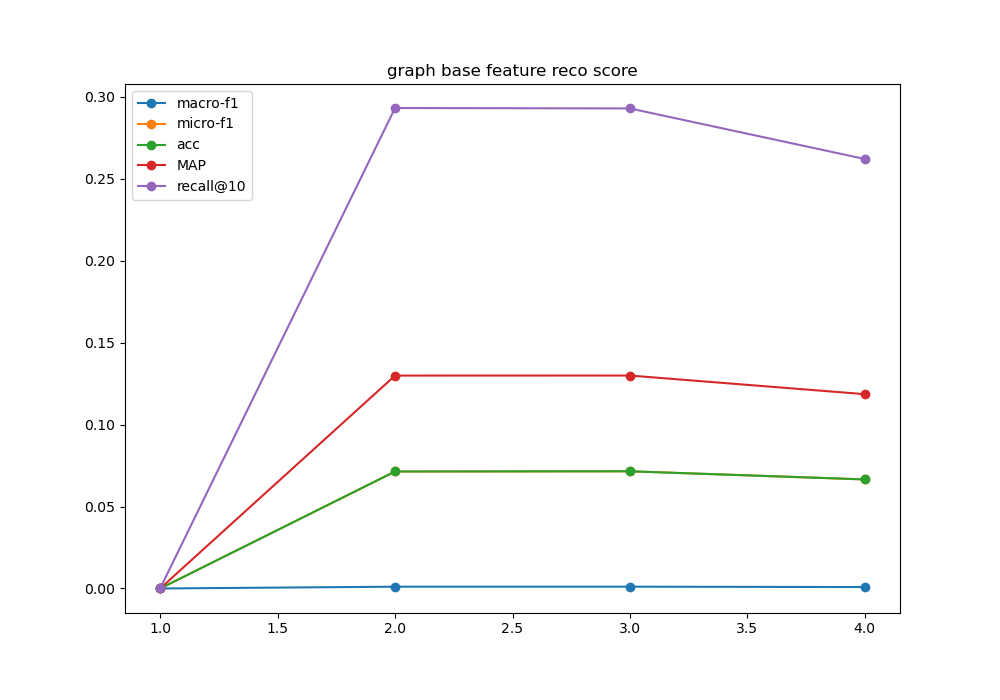 graph base feature reco score
macro-f1
micro-f1
acc
MAP
recall@10
0.30
0.25
0.20
0.15
0.10
0.05
0.00
1.0 1.5 2.0 2.5 3.0 3.5 4.0